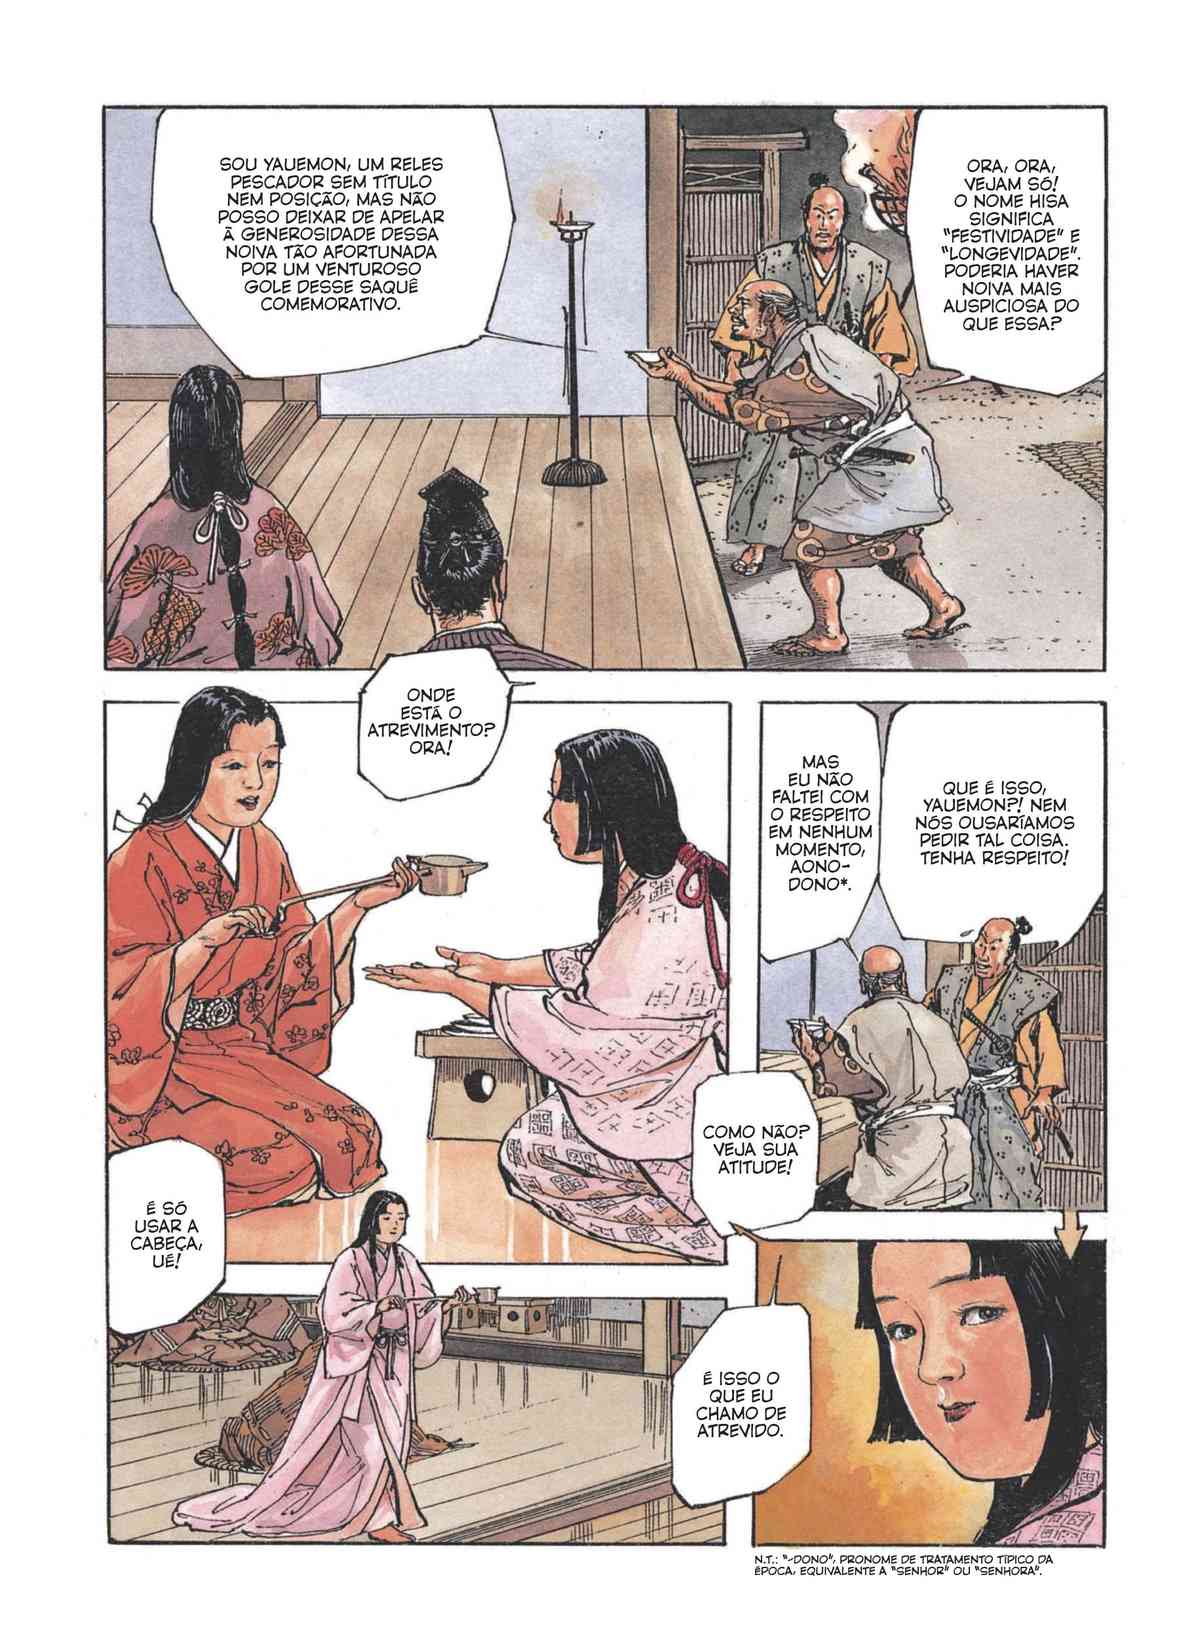 ORA, ORA,
VEJAM SÓ!
O NOME HISA
SIGNIFICA
"FESTIVIDADE" E
"LONGEVIDADE".
PODERIA HAVER
NOIVA MAIS
AUSPICIOSA DO
QUE ESSA?
SOU YAUEMON, UM RELES
PESCADOR SEM TÍTULO
NEM POSIÇÃO, MAS NÃO
POSSO DEIXAR DE APELAR
À GENEROSIDADE DESSA
NOIVA TÃO AFORTUNADA
POR UM VENTUROSO
GOLE DESSE SAQUÊ
COMEMORATIVO.
QUE É ISSO,
YAUEMON?! NEM
NÓS OUSARÍAMOS
PEDIR TAL COISA.
TENHA RESPEITO!
MAS
EU NÃO
FALTEI COM
O RESPEITO
EM NENHUM
MOMENTO,
AONO-
DONO*.
COMO NÃO?
VEJA SUA
ATITUDE!
É ISSO O
QUE EU
CHAMO DE
ATREVIDO.
ONDE
ESTÁ O
ATREVIMENTO?
ORA!
É SÓ
USAR A
CABEÇA,
UÉ!
N.T.: "-DONO", PRONOME DE TRATAMENTO TÍPICO DA
ÉPOCA, EQUIVALENTE A "SENHOR" OU "SENHORA".